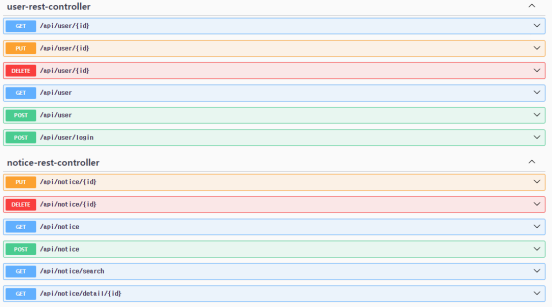 user-rest-controller
GET /api/user/{id}
PUT /api/user/{id}
DELETE /api/user/{id}
GET /api/user
POST /api/user
POST /api/user/login
notice-rest-controller
PUT /api/notice/{id}
DELETE /api/notice/{id}
GET /api/notice
POST /api/notice
GET /api/notice/search
GET /api/notice/detail/{id}